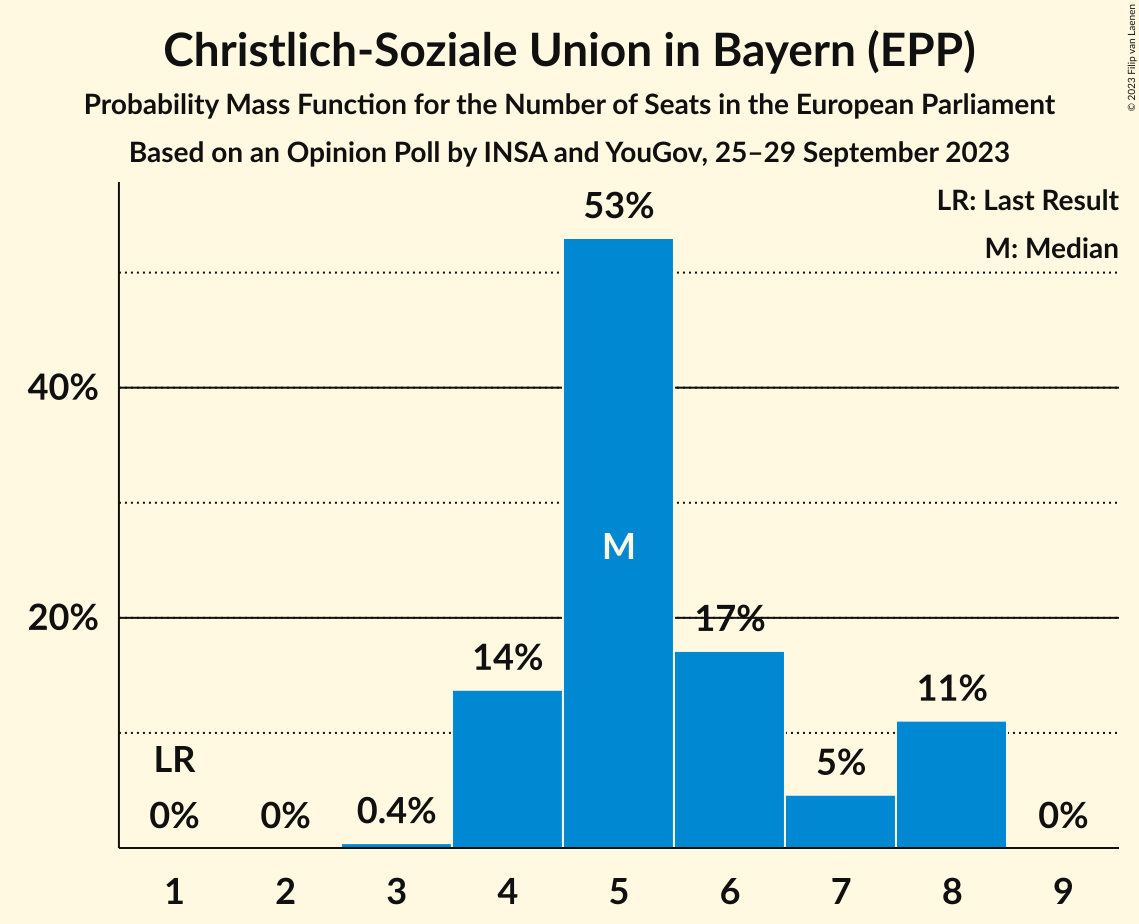 Christlich-Soziale Union in Bayern (EPP)
Probability Mass Function for the Number of Seats in the European Parliament
Based on an Opinion Poll by INSA and YouGov, 25–29 September 2023
© 2023 Filip van Laenen
LR: Last Result
M: Median
53%
40%
M
20%
17%
14%
11%
LR
5%
0%
0%
0.4%
0%
1 2 3 4 5 6 7 8 9